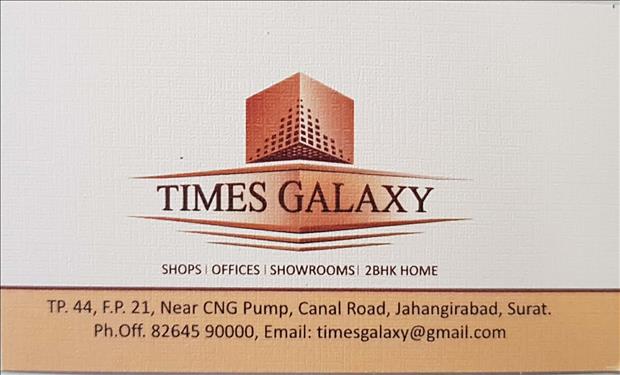 TIMES GALAXY
SHOPS | OFFICES | SHOWROOMS | 2BHK HOME
TP. 44, F.P. 21, Near CNG Pump, Canal Road, Jahangirabad, Surat.
Ph.Off. 82645 90000, Email: timesgalaxy@gmail.com